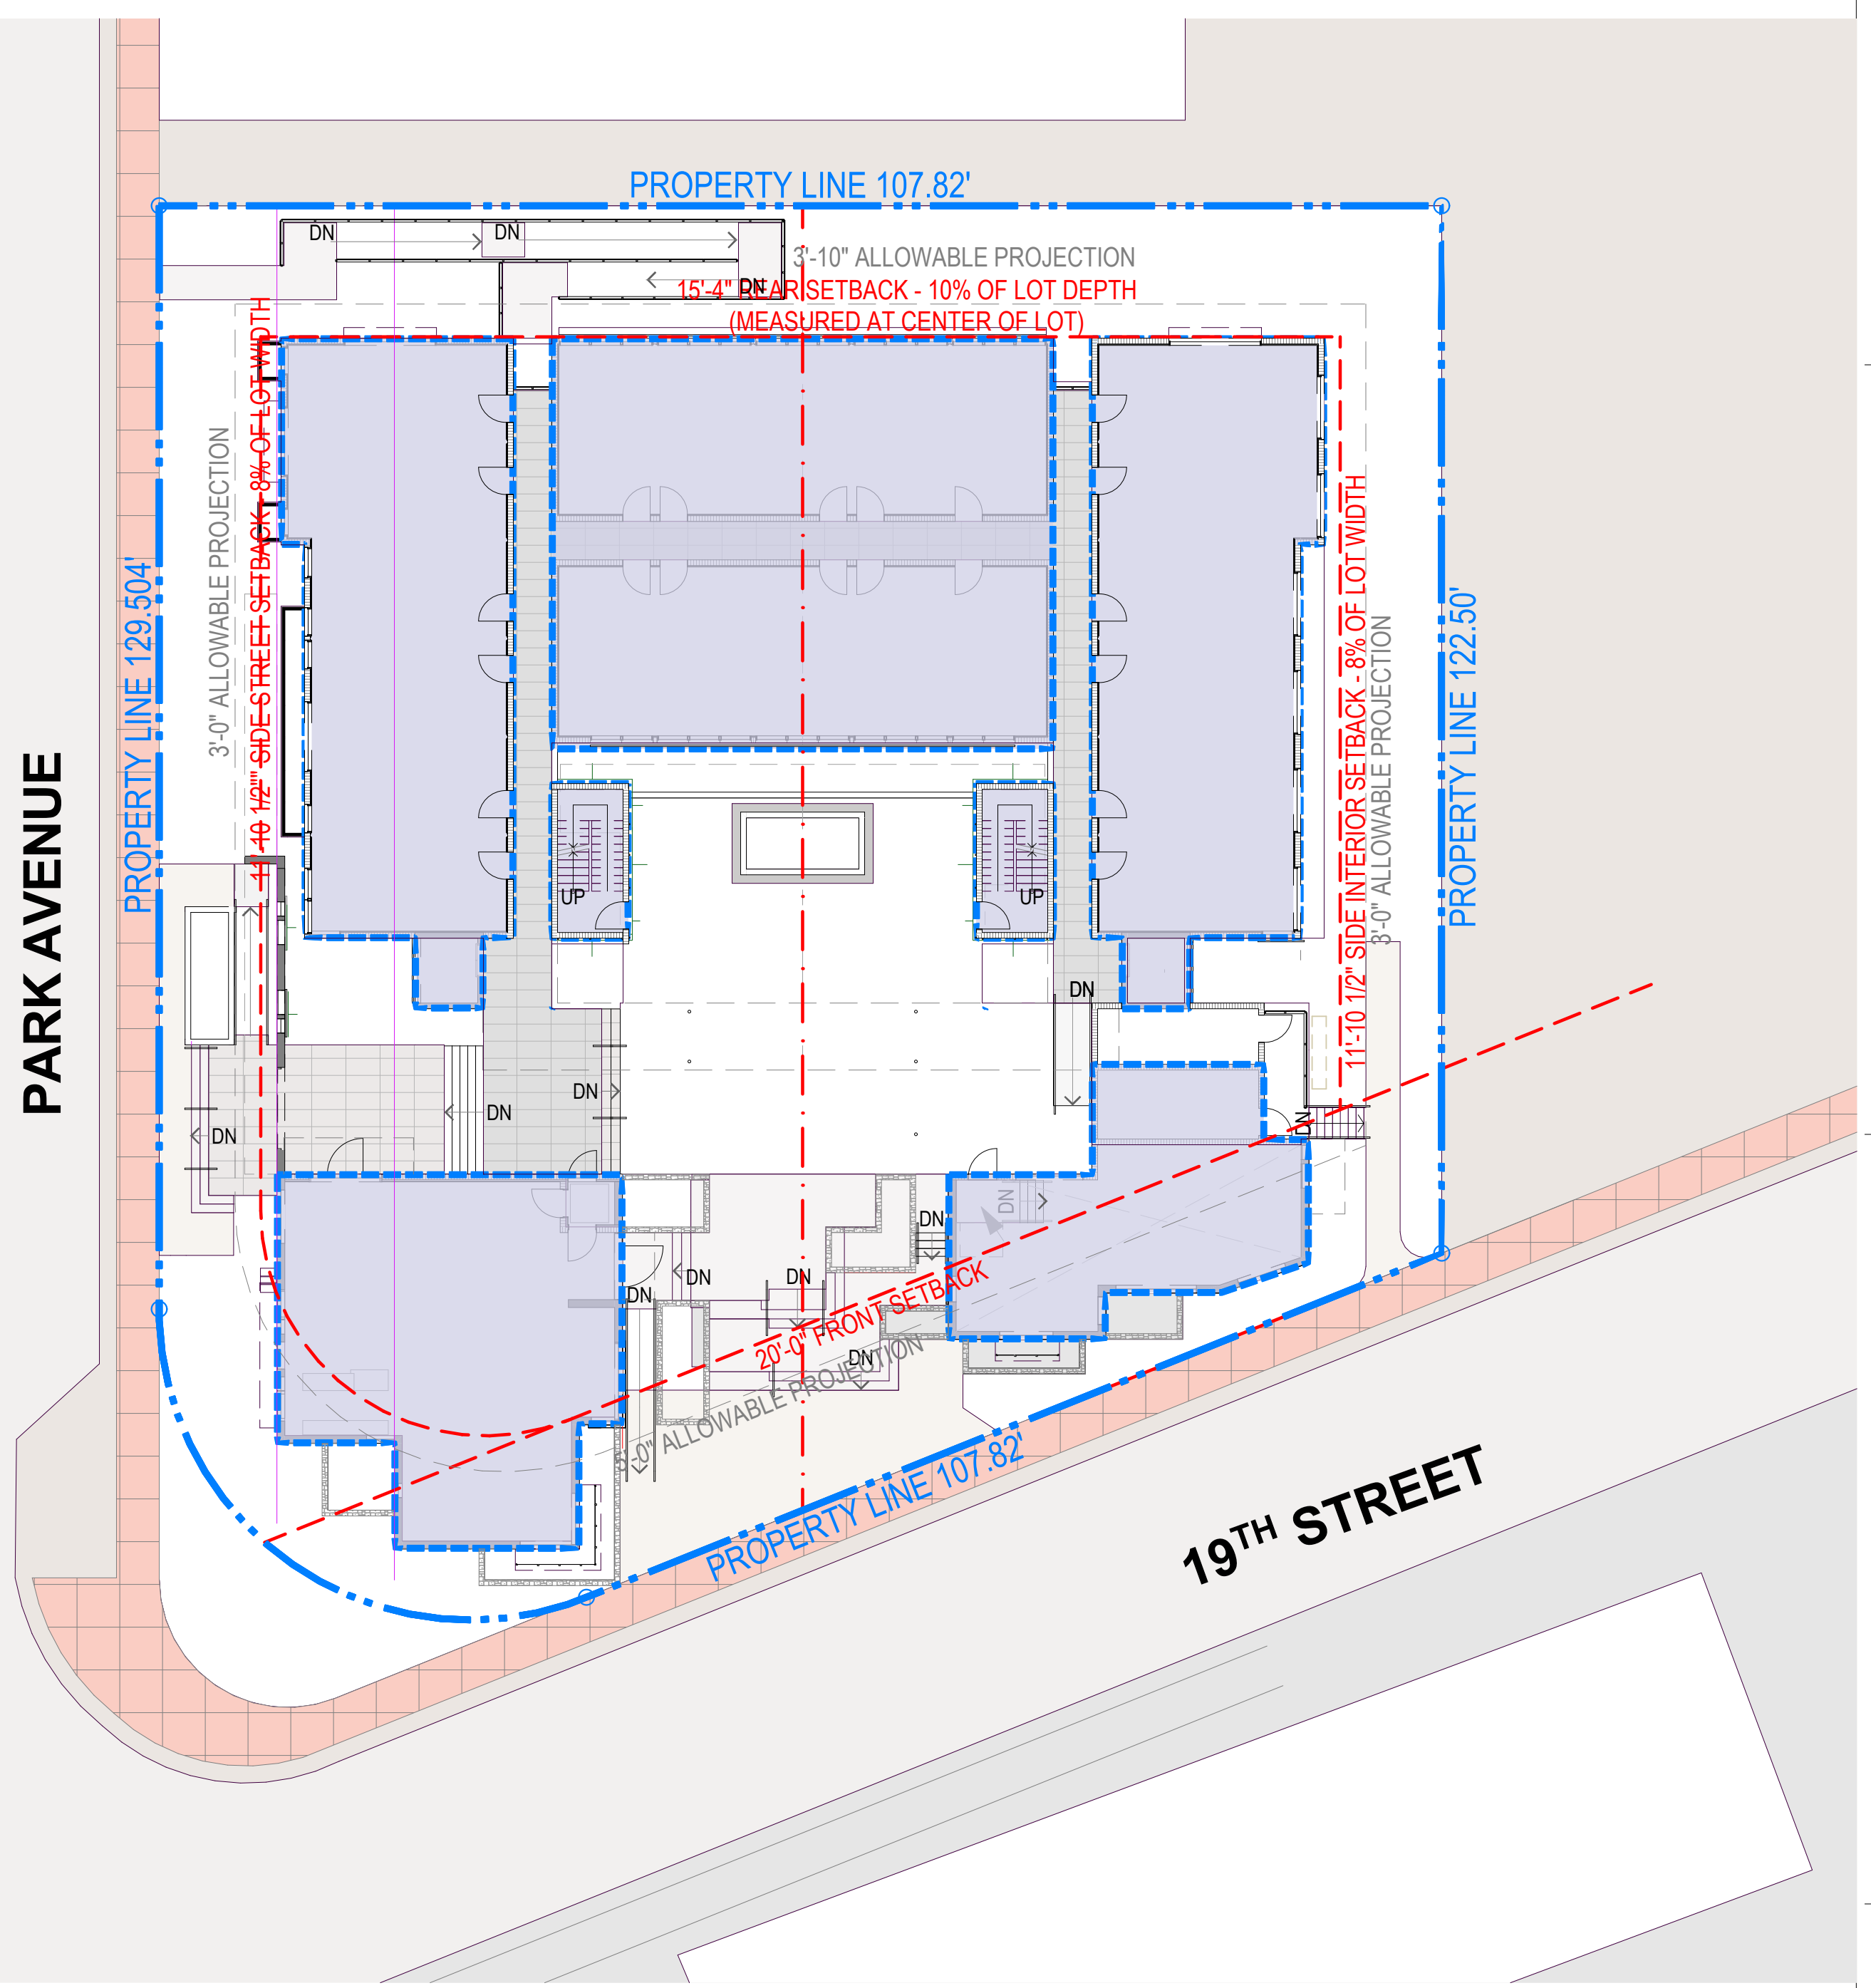 PROPERTY LINE 107.82'
DN
DN
3'-10" ALLOWABLE PROJECTION
DN
15'-4" REAR SETBACK - 10% OF LOT DEPTH
(MEASURED AT CENTER OF LOT)
PARK AVENUE
PROPERTY LINE 129.504'
3'-0" ALLOWABLE PROJECTION
11'-10 1/2"" SIDE STREET SETBACK - 8% OF LOT WIDTH
11'-10 1/2" SIDE INTERIOR SETBACK - 8% OF LOT WIDTH
3'-0" ALLOWABLE PROJECTION
PROPERTY LINE 122.50'
UP
UP
DN
DN
DN
DN
DN
DN
DN
DN
DN
DN
DN
20'-0" FRONT SETBACK
DN
5'-0" ALLOWABLE PROJECTION
PROPERTY LINE 107.82'
19TH STREET